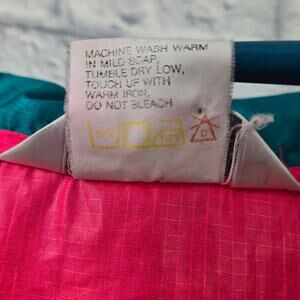 MACHINE WASH WARM
IN MILD SOAP,
TUMBLE DRY LOW,
TOUCH UP WITH
WARM IRON,
DO NOT BLEACH